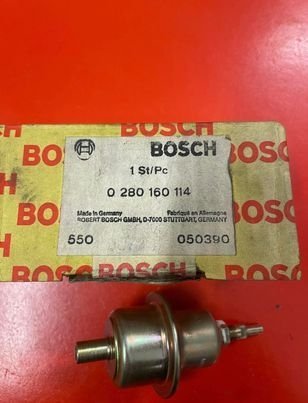 BOSCH
1 St/Pc
0 280 160 114
Made in Germany Fabriqué en Allemagne
ROBERT BOSCH GMBH, D-7000 STUTTGART, GERMANY
550 050390
BOSCH
BOSCH
BOSCH